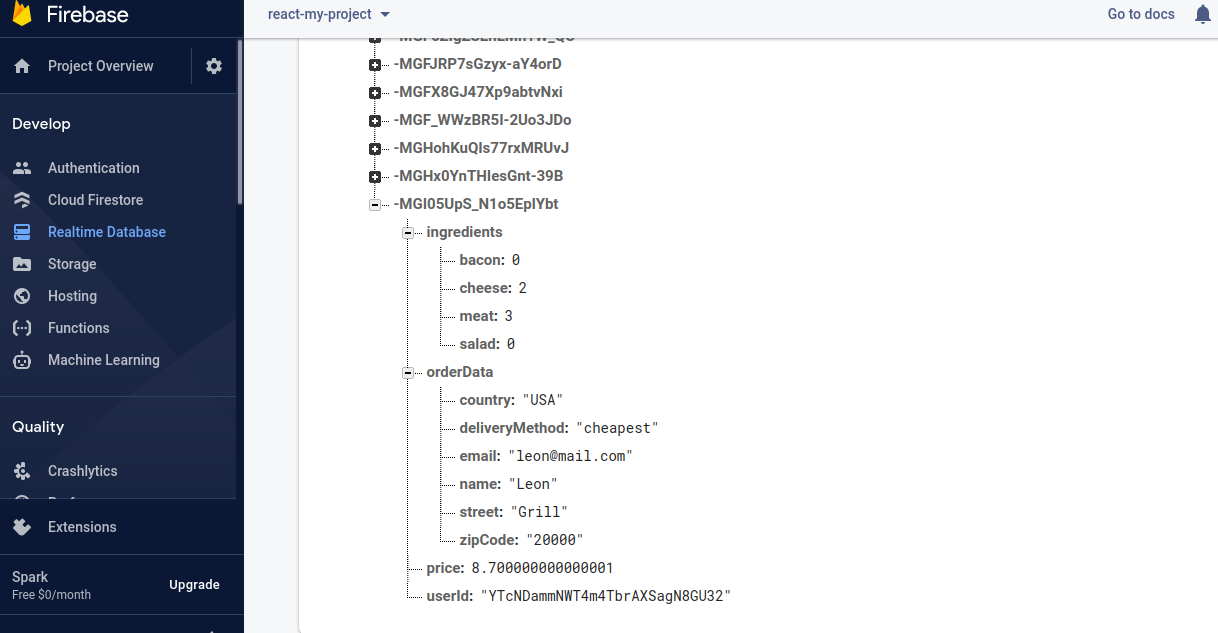 Firebase
react-my-project
Go to docs
Project Overview
Develop
Authentication
Cloud Firestore
Realtime Database
Storage
Hosting
Functions
Machine Learning
Quality
Crashlytics
Extensions
Spark
Free $0/month
Upgrade
-MGFJRP7sGzyx-aY4orD
-MGFX8GJ47Xp9abtvNxi
-MGF_WWzBR5I-2Uo3JDo
-MGHohKuQIs77rxMRUvJ
-MGHx0YnTHIesGnt-39B
-MGI05UpS_N1o5EpIYbt
ingredients
bacon: 0
cheese: 2
meat: 3
salad: 0
orderData
country: "USA"
deliveryMethod: "cheapest"
email: "leon@mail.com"
name: "Leon"
street: "Grill"
zipCode: "20000"
price: 8.700000000000001
userId: "YTcNDammNWT4m4TbrAXSagN8GU32"